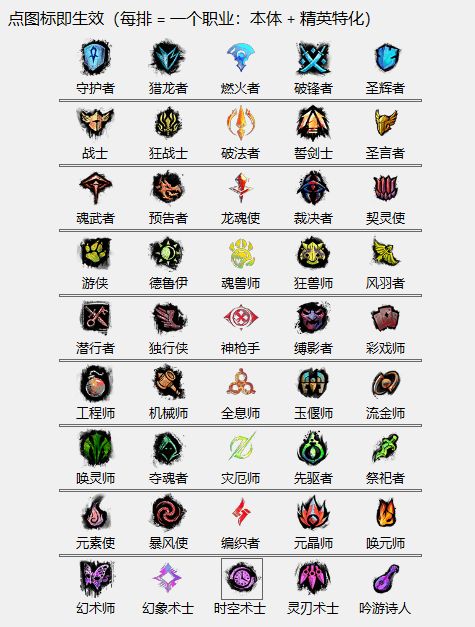 点图标即生效（每排 = 一个职业：本体 + 精英特化）
守护者 猎龙者 燃火者 破锋者 圣辉者
战士 狂战士 破法者 誓剑士 圣言者
魂武者 预告者 龙魂使 裁决者 契灵使
游侠 德鲁伊 魂兽师 狂兽师 风羽者
潜行者 独行侠 神枪手 缚影者 彩戏师
工程师 机械师 全息师 玉偃师 流金师
唤灵师 夺魂者 灾厄师 先驱者 祭祀者
元素使 暴风使 编织者 元晶师 唤元师
幻术师 幻象术士 时空术士 灵刃术士 吟游诗人